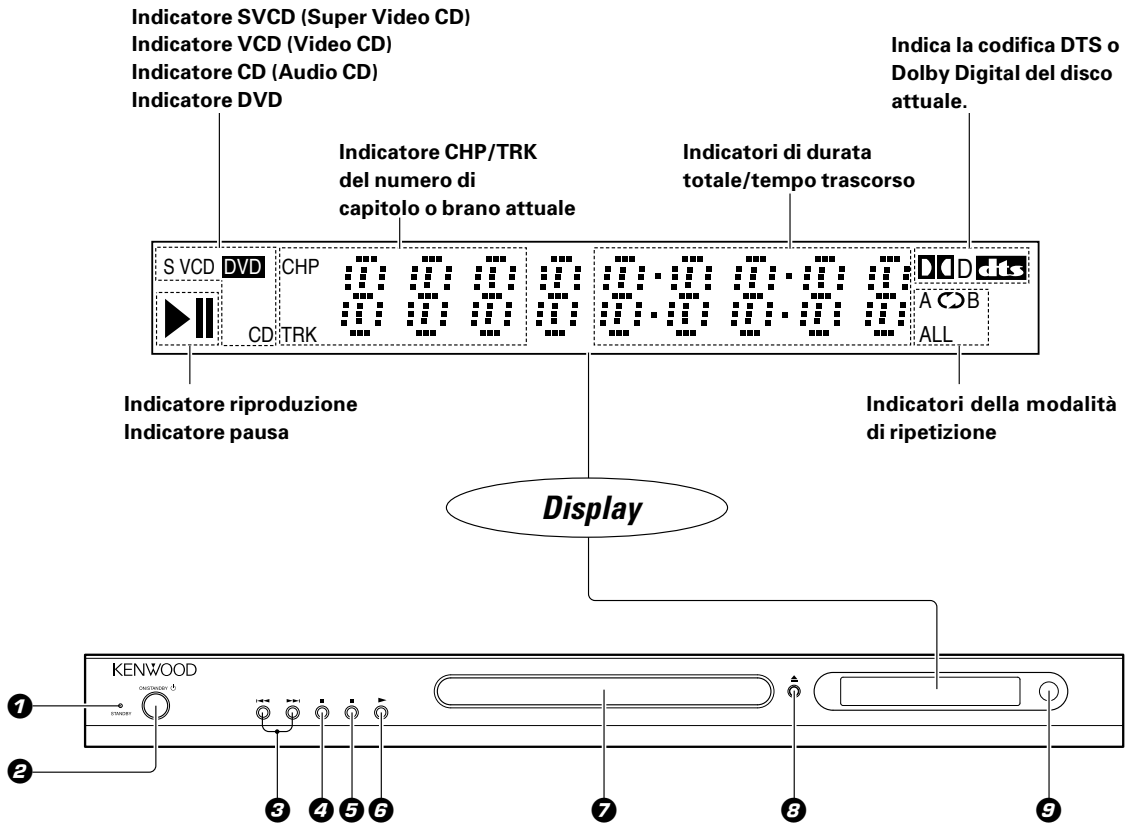 Indicatore SVCD (Super Video CD)
Indicatore VCD (Video CD)
Indicatore CD (Audio CD)
Indicatore DVD
Indica la codifica DTS o
Dolby Digital del disco
attuale.
Indicatore CHP/TRK
del numero di
capitolo o brano attuale
Indicatori di durata
totale/tempo trascorso
S VCD DVD CHP
D dts
A B
CD TRK
ALL
Indicatore riproduzione
Indicatore pausa
Indicatori della modalità
di ripetizione
Display
KENWOOD
ON/STANDBY
STANDBY
1
2
3 4 5 6 7 8 9